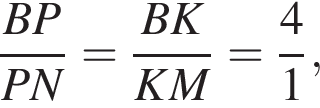 BP/PN = BK/KM = 4/1,